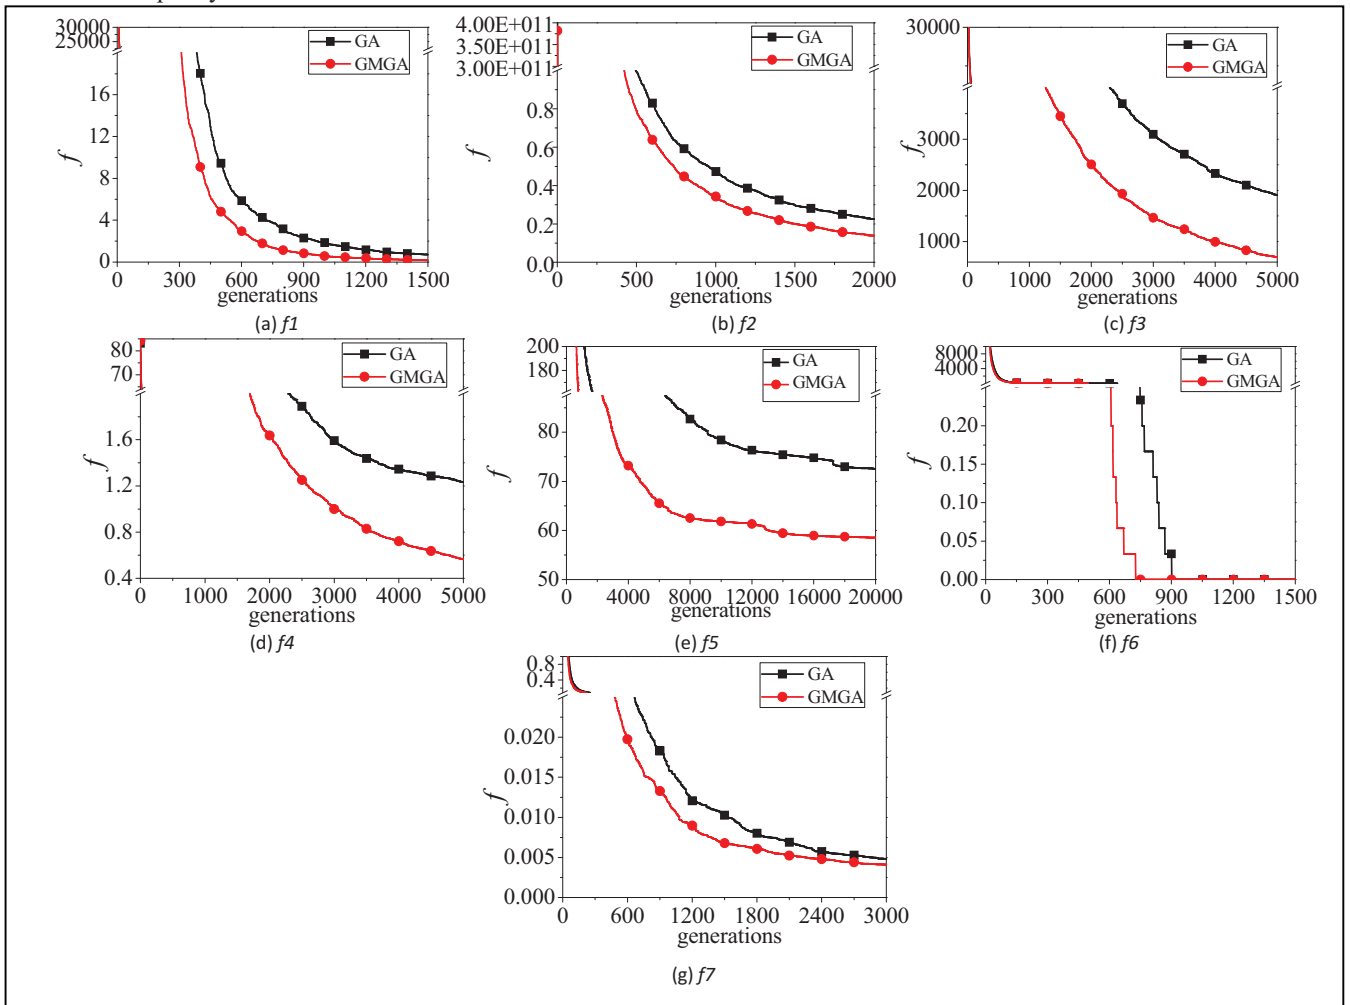 30000
25000
16
12
8
4
0
f
0 300 600 900 1200 1500
generations
GA
GMGA
(a) f1
4.00E+011
3.50E+011
3.00E+011
0.8
0.6
0.4
0.2
0.0
f
500 1000 1500 2000
generations
GA
GMGA
(b) f2
30000
3000
2000
1000
f
0 1000 2000 3000 4000 5000
generations
GA
GMGA
(c) f3
80
70
1.6
1.2
0.8
0.4
f
0 1000 2000 3000 4000 5000
generations
GA
GMGA
(d) f4
200
180
80
70
60
50
f
0 4000 8000 12000 16000 20000
generations
GA
GMGA
(e) f5
8000
4000
0.20
0.15
0.10
0.05
0.00
f
0 300 600 900 1200 1500
generations
GA
GMGA
(f) f6
0.8
0.4
0.020
0.015
0.010
0.005
0.000
f
0 600 1200 1800 2400 3000
generations
GA
GMGA
(g) f7